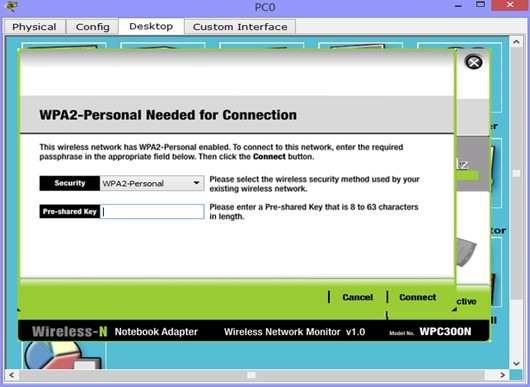 PC0
Physical Config Desktop Custom Interface
WPA2-Personal Needed for Connection
This wireless network has WPA2-Personal enabled. To connect to this network, enter the required
passphrase in the appropriate field below. Then click the Connect button.
Security WPA2-Personal
Please select the wireless security method used by your
existing wireless network.
Pre-shared Key
Please enter a Pre-shared Key that is 8 to 63 characters
in length.
Cancel Connect
ctive
Wireless-N Notebook Adapter Wireless Network Monitor v1.0 Model No. WPC300N
er
tor
ll